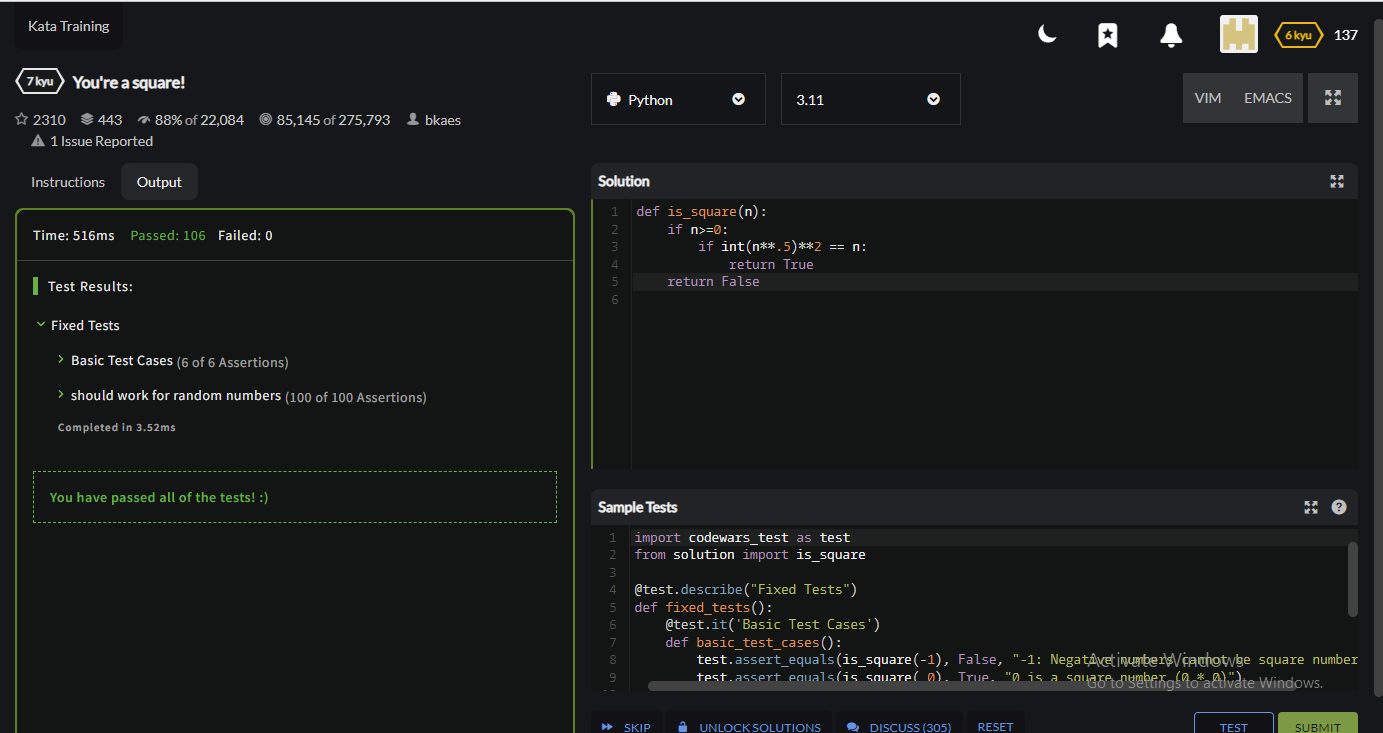 Kata Training
6 kyu 137
7 kyu You're a square!
2310 443 88% of 22,084 85,145 of 275,793 bkaes
1 Issue Reported
Instructions Output
Time: 516ms Passed: 106 Failed: 0
Test Results:
Fixed Tests
Basic Test Cases (6 of 6 Assertions)
should work for random numbers (100 of 100 Assertions)
Completed in 3.52ms
You have passed all of the tests! :)
Python 3.11 VIM EMACS
Solution
1 def is_square(n):
2     if n>=0:
3         if int(n**.5)**2 == n:
4             return True
5     return False
6
Sample Tests
1 import codewars_test as test
2 from solution import is_square
3
4 @test.describe("Fixed Tests")
5 def fixed_tests():
6     @test.it('Basic Test Cases')
7     def basic_test_cases():
8         test.assert_equals(is_square(-1), False, "-1: Negative numbers cannot be square number
9         test.assert_equals(is_square( 0), True, "0 is a square number (0 * 0)")
Activate Windows
Go to Settings to activate Windows.
SKIP UNLOCK SOLUTIONS DISCUSS (305) RESET TEST SUBMIT